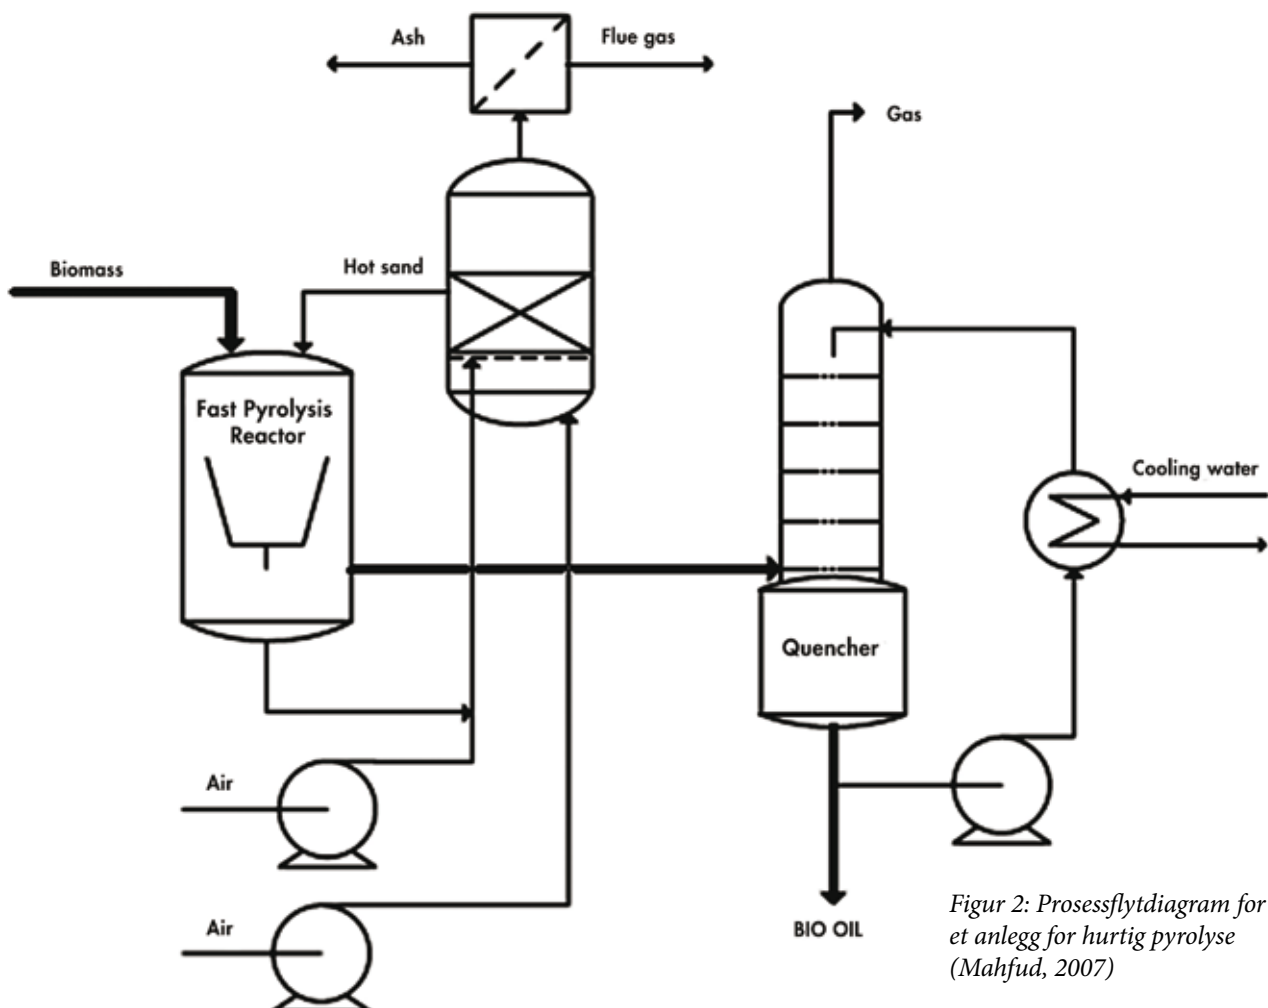 Ash
Flue gas
Gas
Biomass
Hot sand
Fast Pyrolysis
Reactor
Cooling water
Quencher
Air
Air
BIO OIL
Figur 2: Prosessflytdiagram for
et anlegg for hurtig pyrolyse
(Mahfud, 2007)